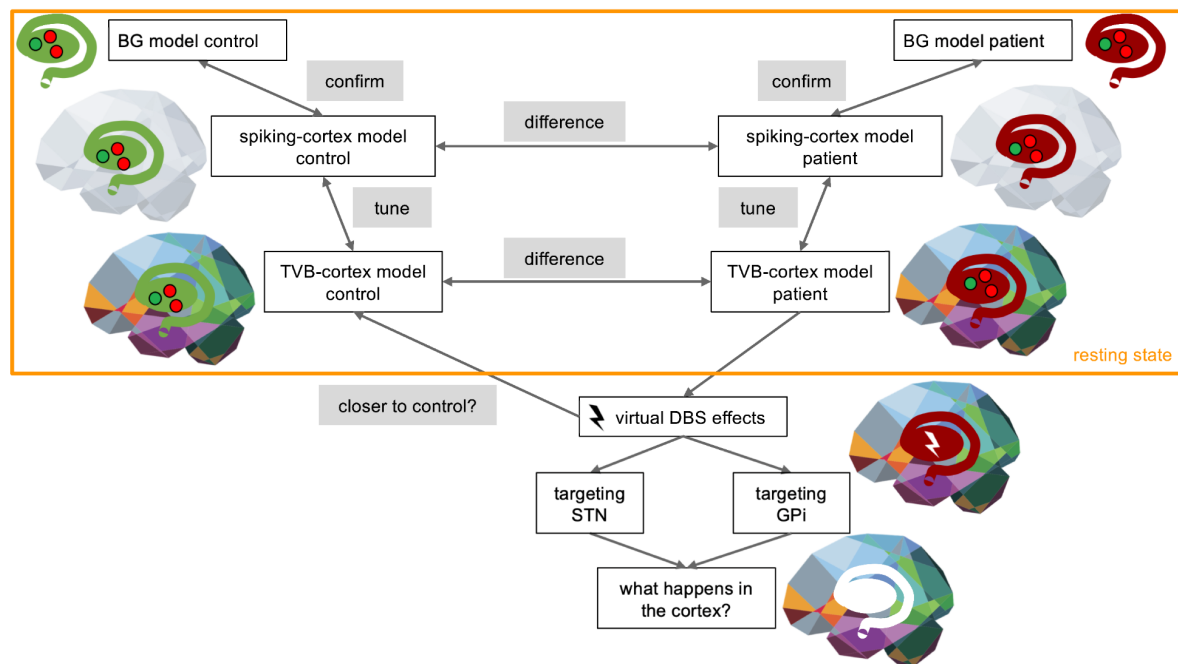 BG model control
BG model patient
confirm
confirm
spiking-cortex model
control
difference
spiking-cortex model
patient
tune
tune
TVB-cortex model
control
difference
TVB-cortex model
patient
resting state
closer to control?
virtual DBS effects
targeting
STN
targeting
GPi
what happens in
the cortex?